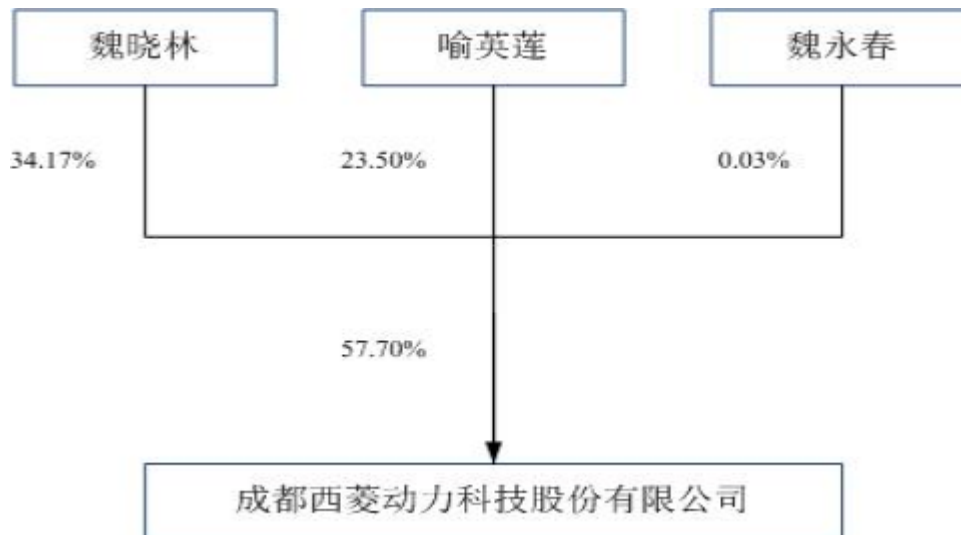 魏晓林
喻英莲
魏永春
34.17%
23.50%
0.03%
57.70%
成都西菱动力科技股份有限公司